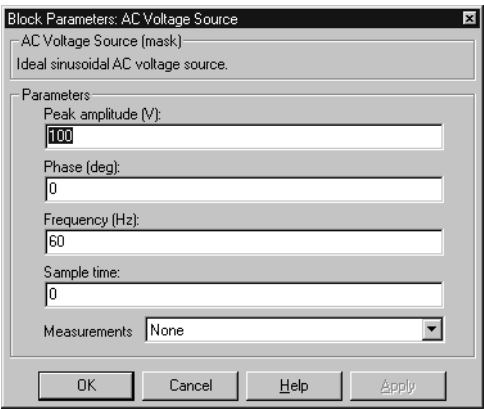 Block Parameters: AC Voltage Source
AC Voltage Source (mask)
Ideal sinusoidal AC voltage source.
Parameters
Peak amplitude (V):
100
Phase (deg):
0
Frequency (Hz):
60
Sample time:
0
Measurements None
OK Cancel Help Apply